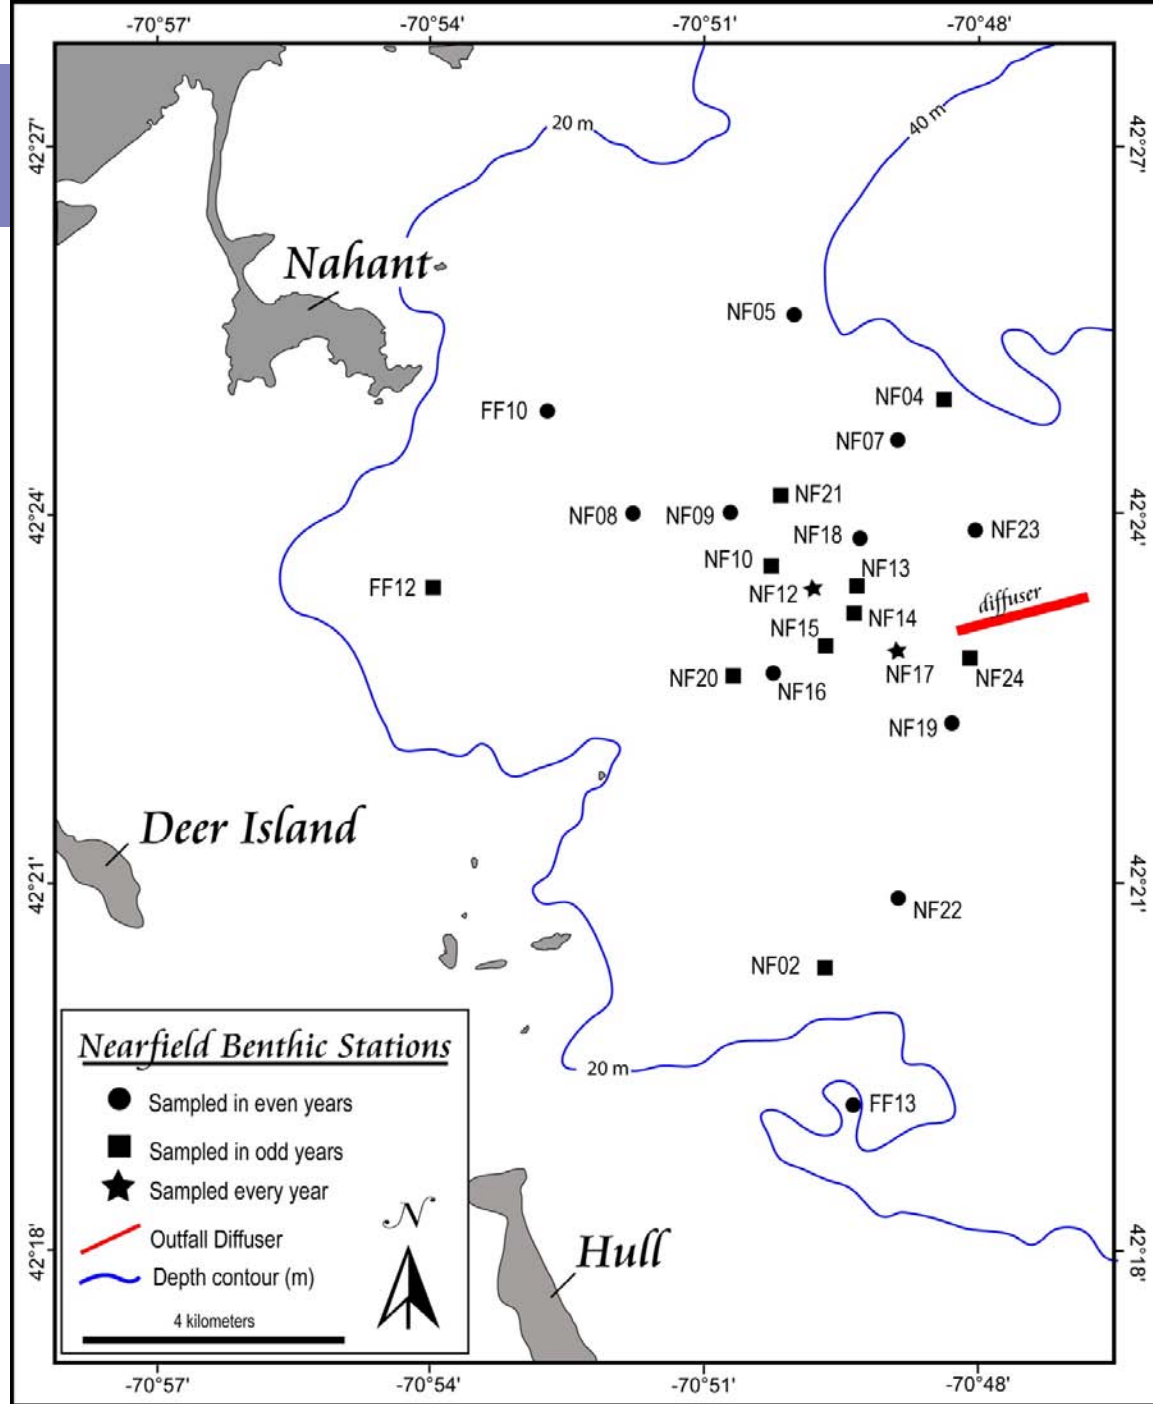 -70°57' -70°54' -70°51' -70°48'
20 m
40 m
42°27' 42°27'
Nahant
NF05
NF04
FF10
NF07
NF21
42°24' 42°24'
NF08 NF09
NF18 NF23
NF10 NF13
FF12 NF12 diffuser
NF14
NF15
NF20 NF16 NF17 NF24
NF19
Deer Island
42°21' 42°21'
NF22
NF02
20 m
FF13
Nearfield Benthic Stations
Sampled in even years
Sampled in odd years
Sampled every year
N
Outfall Diffuser
Depth contour (m)
4 kilometers
Hull
42°18' 42°18'
-70°57' -70°54' -70°51' -70°48'